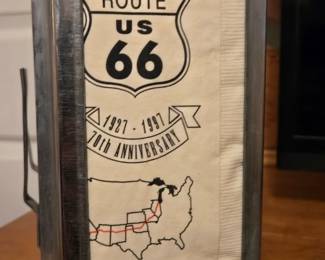 ROUTE
US
66
1927 - 1997
70th ANNIVERSARY